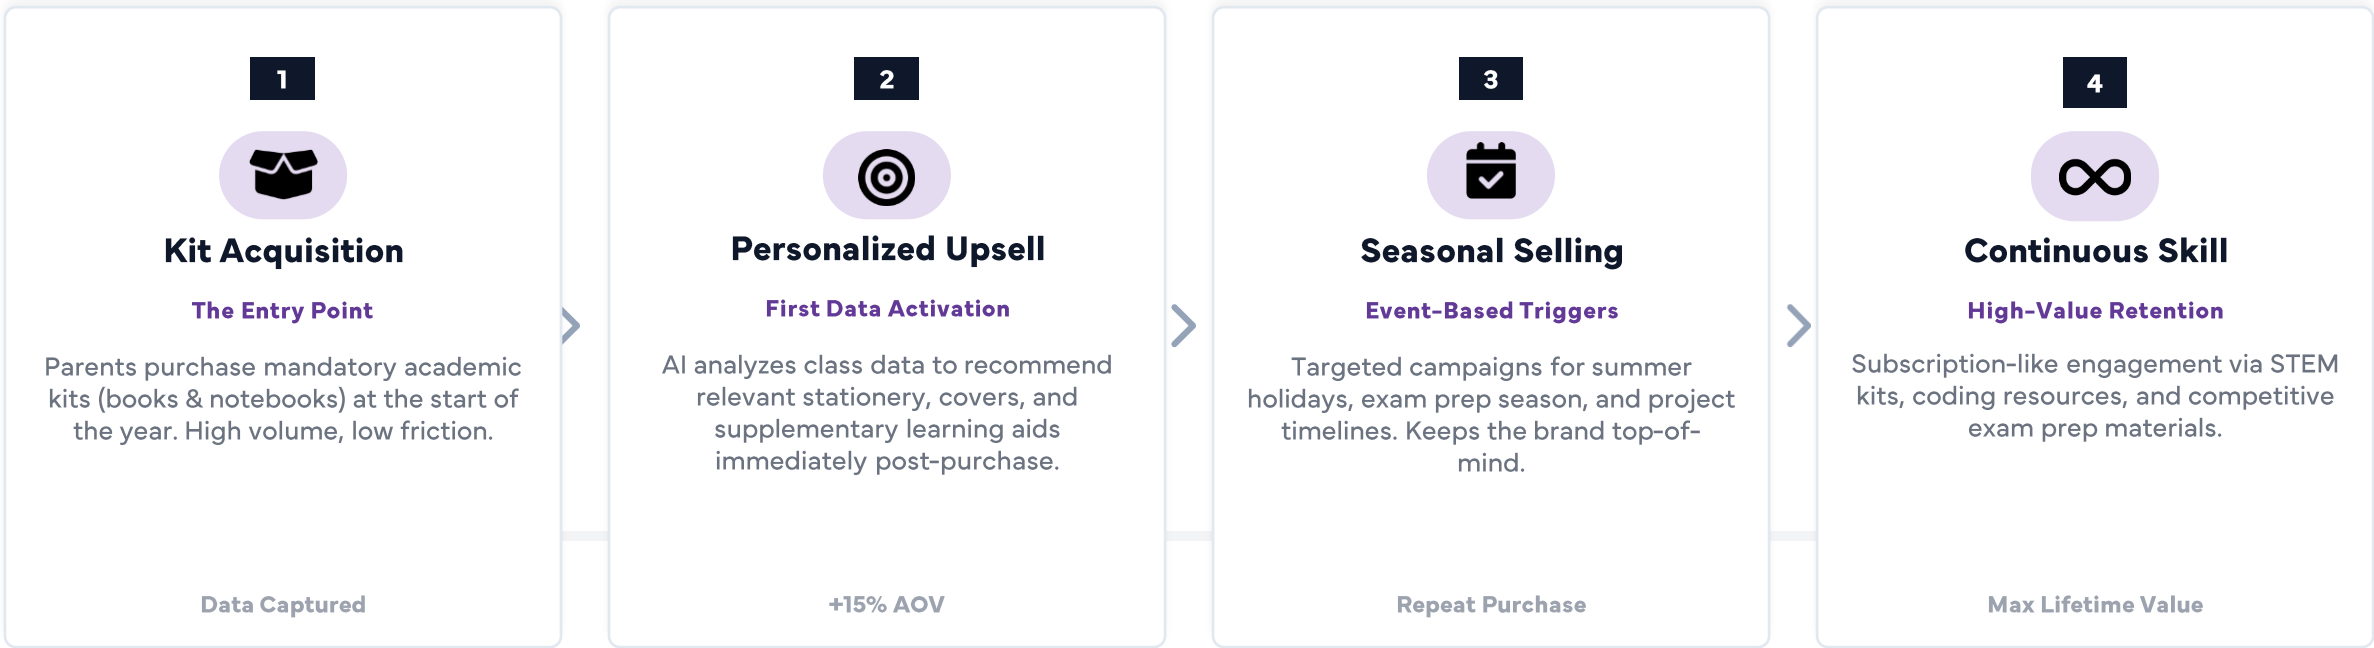 1
Kit Acquisition
The Entry Point
Parents purchase mandatory academic
kits (books & notebooks) at the start of
the year. High volume, low friction.
Data Captured
2
Personalized Upsell
First Data Activation
AI analyzes class data to recommend
relevant stationery, covers, and
supplementary learning aids
immediately post-purchase.
+15% AOV
3
Seasonal Selling
Event-Based Triggers
Targeted campaigns for summer
holidays, exam prep season, and project
timelines. Keeps the brand top-of-
mind.
Repeat Purchase
4
Continuous Skill
High-Value Retention
Subscription-like engagement via STEM
kits, coding resources, and competitive
exam prep materials.
Max Lifetime Value